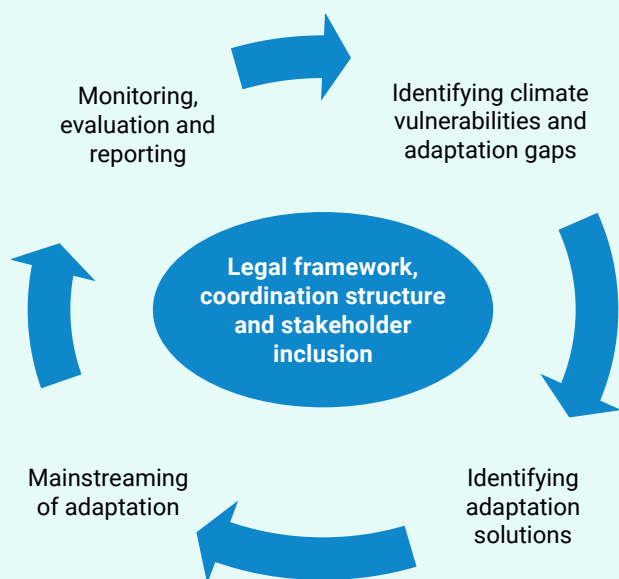 Monitoring,
evaluation and
reporting
Identifying climate
vulnerabilities and
adaptation gaps
Legal framework,
coordination structure
and stakeholder
inclusion
Mainstreaming
of adaptation
Identifying
adaptation
solutions